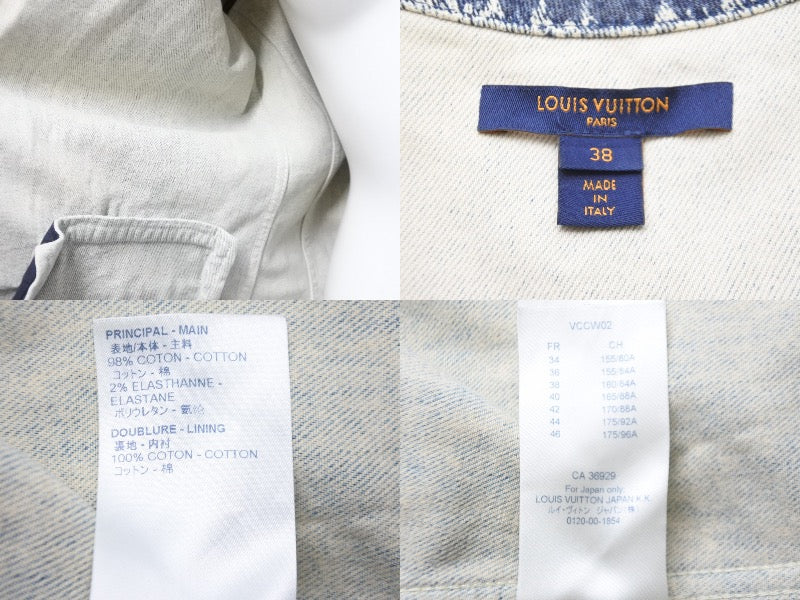 LOUIS VUITTON
PARIS
38
MADE
IN
ITALY
PRINCIPAL - MAIN
表地/本体 - 主料
98% COTON - COTTON
コットン - 棉
2% ELASTHANNE -
ELASTANE
ポリウレタン - 氨纶
DOUBLURE - LINING
裏地 - 内衬
100% COTON - COTTON
コットン - 棉
VCCW02
FR CH
34 155/80A
36 155/84A
38 160/84A
40 165/88A
42 170/88A
44 175/92A
46 175/96A
CA 36929
For Japan only:
LOUIS VUITTON JAPAN K.K.
ルイ・ヴィトン ジャパン(株)
0120-00-1854